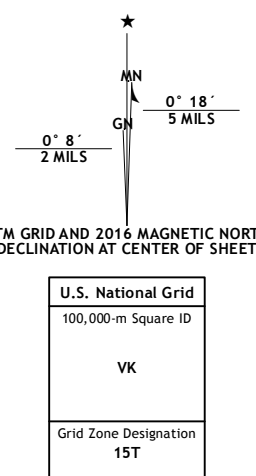 ★
MN
0° 18´
5 MILS
GN
0° 8´
2 MILS
TM GRID AND 2016 MAGNETIC NORT
DECLINATION AT CENTER OF SHEET
U.S. National Grid
100,000-m Square ID
VK
Grid Zone Designation
15T